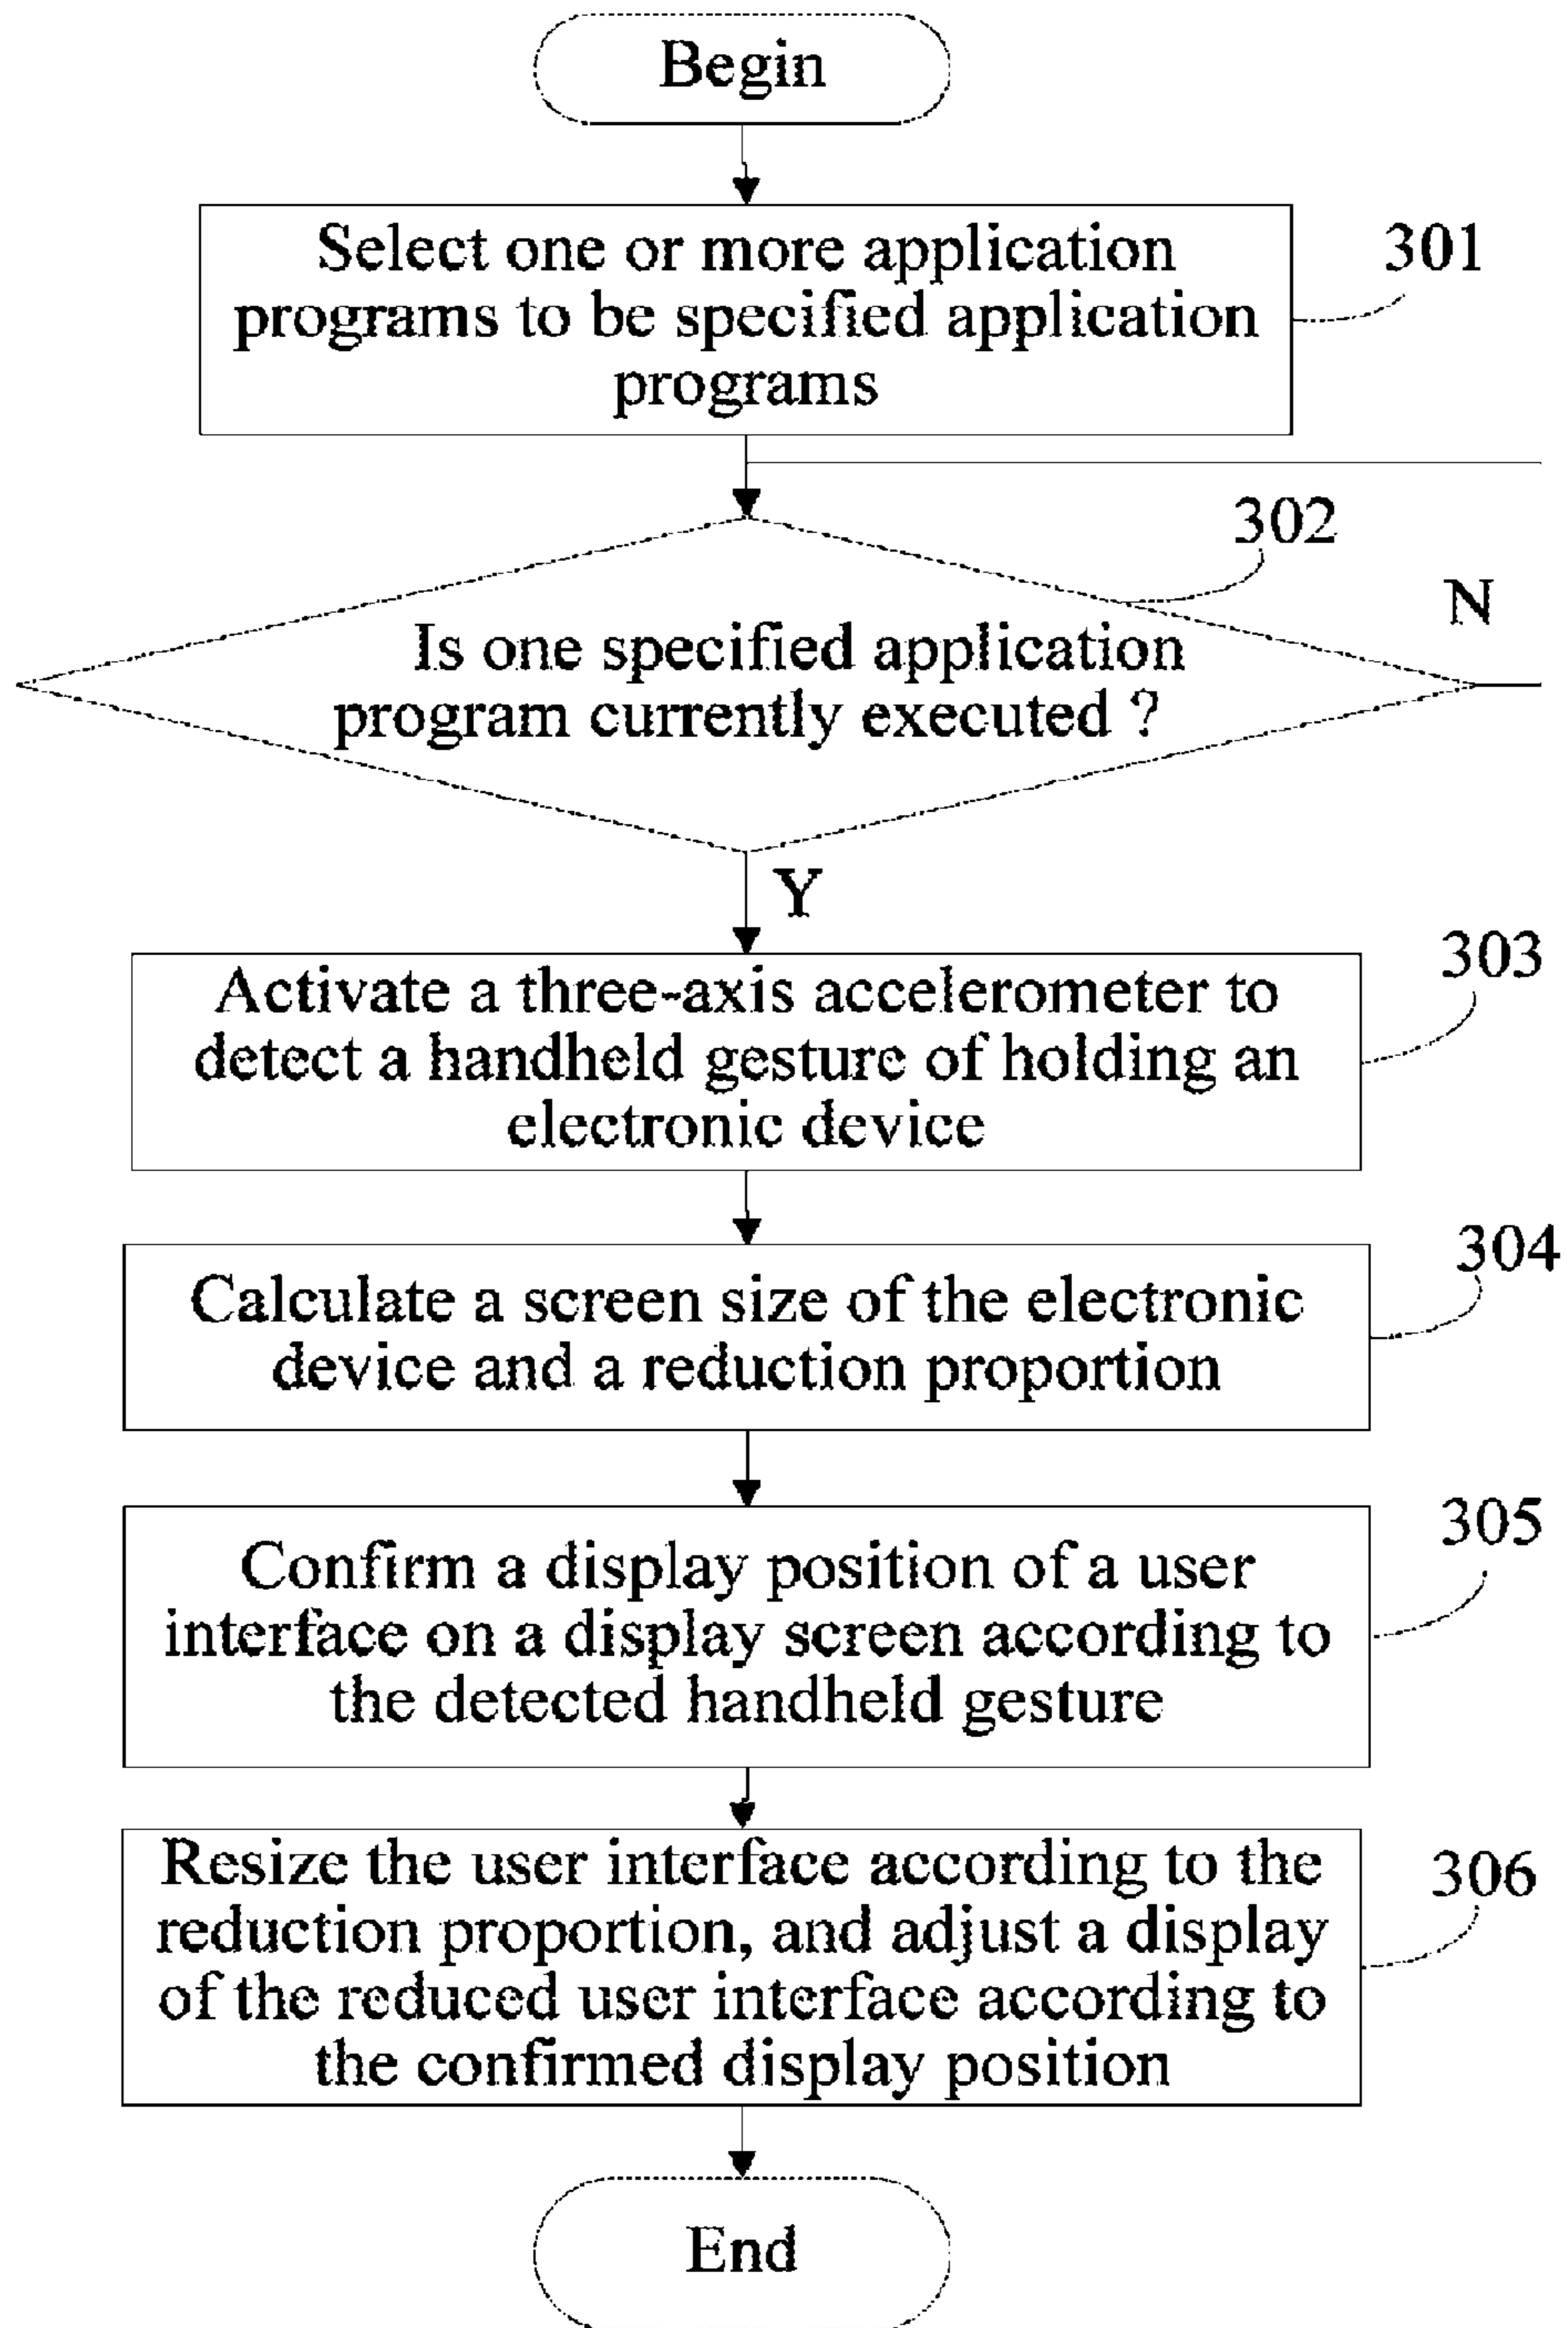 Begin
Select one or more application
programs to be specified application
programs
301
302
N
Is one specified application
program currently executed ?
Y
303
Activate a three-axis accelerometer to
detect a handheld gesture of holding an
electronic device
304
Calculate a screen size of the electronic
device and a reduction proportion
305
Confirm a display position of a user
interface on a display screen according to
the detected handheld gesture
306
Resize the user interface according to the
reduction proportion, and adjust a display
of the reduced user interface according to
the confirmed display position
End